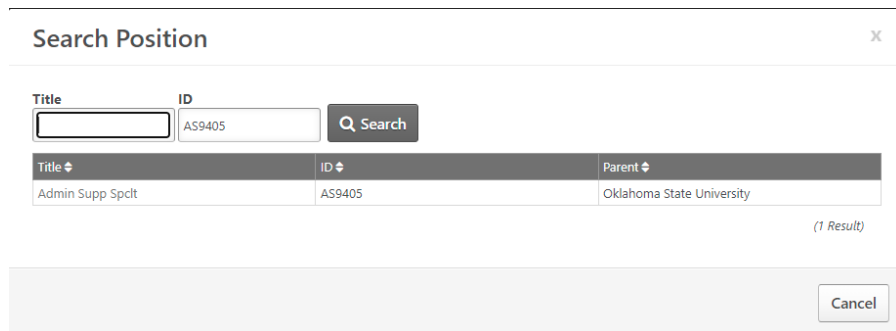 Search Position
x
Title ID
AS9405 Search
Title ID Parent
Admin Supp Spclt AS9405 Oklahoma State University
(1 Result)
Cancel